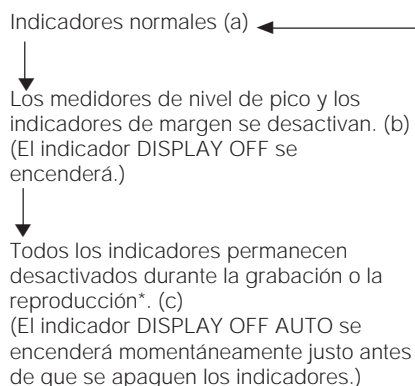 Indicadores normales (a)
Los medidores de nivel de pico y los
indicadores de margen se desactivan. (b)
(El indicador DISPLAY OFF se
encenderá.)
Todos los indicadores permanecen
desactivados durante la grabación o la
reproducción*. (c)
(El indicador DISPLAY OFF AUTO se
encenderá momentáneamente justo antes
de que se apaguen los indicadores.)